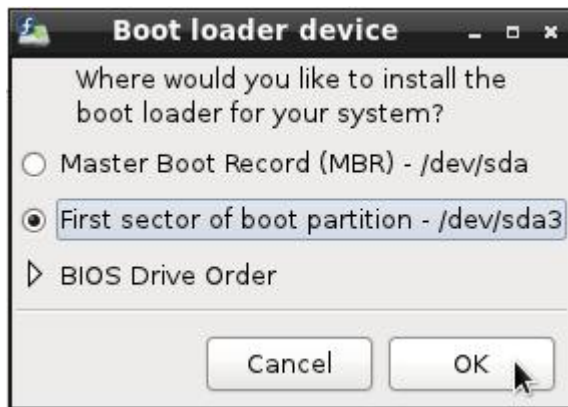 Boot loader device
Where would you like to install the
boot loader for your system?
Master Boot Record (MBR) - /dev/sda
First sector of boot partition - /dev/sda3
BIOS Drive Order
Cancel OK